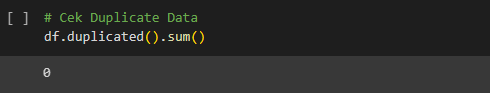 [ ] # Cek Duplicate Data
df.duplicated().sum()
0